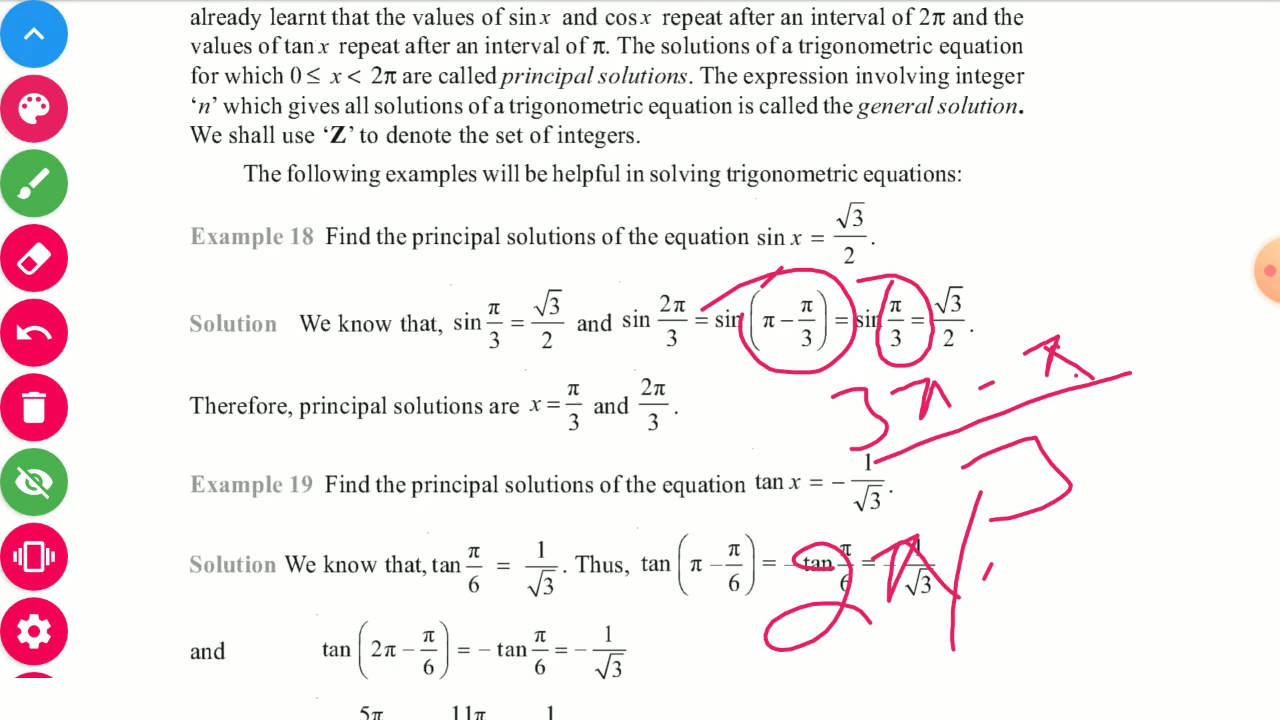 already learnt that the values of sin x and cos x repeat after an interval of 2π and the
values of tan x repeat after an interval of π. The solutions of a trigonometric equation
for which 0 ≤ x < 2π are called principal solutions. The expression involving integer
‘n’ which gives all solutions of a trigonometric equation is called the general solution.
We shall use ‘Z’ to denote the set of integers.
The following examples will be helpful in solving trigonometric equations:
Example 18 Find the principal solutions of the equation sin x = √3/2.
Solution We know that, sin π/3 = √3/2 and sin 2π/3 = sin(π − π/3) = sin π/3 = √3/2.
3π - π
Therefore, principal solutions are x = π/3 and 2π/3.
Example 19 Find the principal solutions of the equation tan x = − 1/√3.
Solution We know that, tan π/6 = 1/√3. Thus, tan(π − π/6) = − tan π/6 = − 1/√3
2π/
and tan(2π − π/6) = − tan π/6 = − 1/√3
5π 11π 1